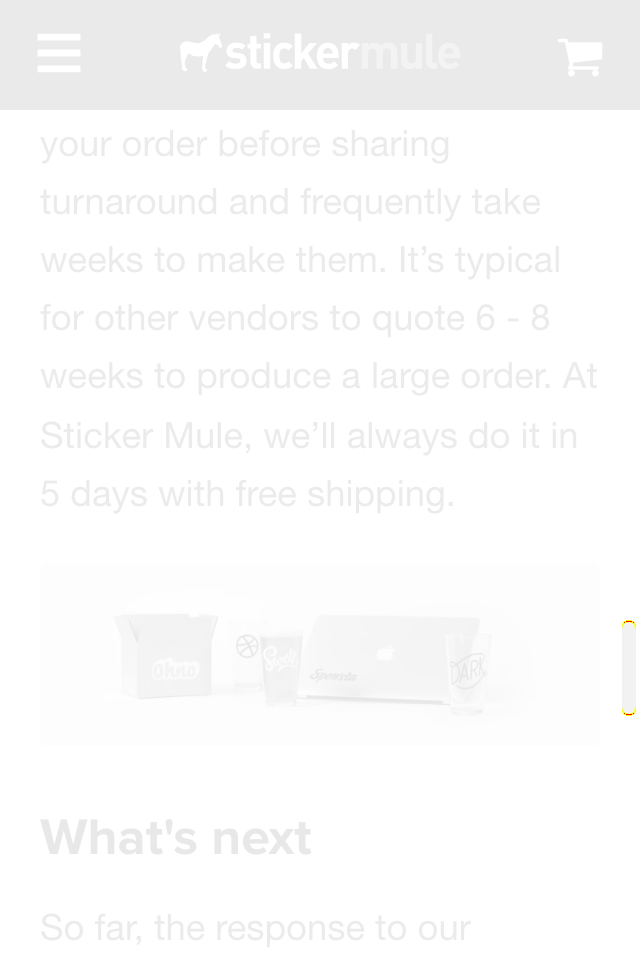 stickermule
your order before sharing
turnaround and frequently take
weeks to make them. It’s typical
for other vendors to quote 6 - 8
weeks to produce a large order. At
Sticker Mule, we’ll always do it in
5 days with free shipping.
What's next
So far, the response to our